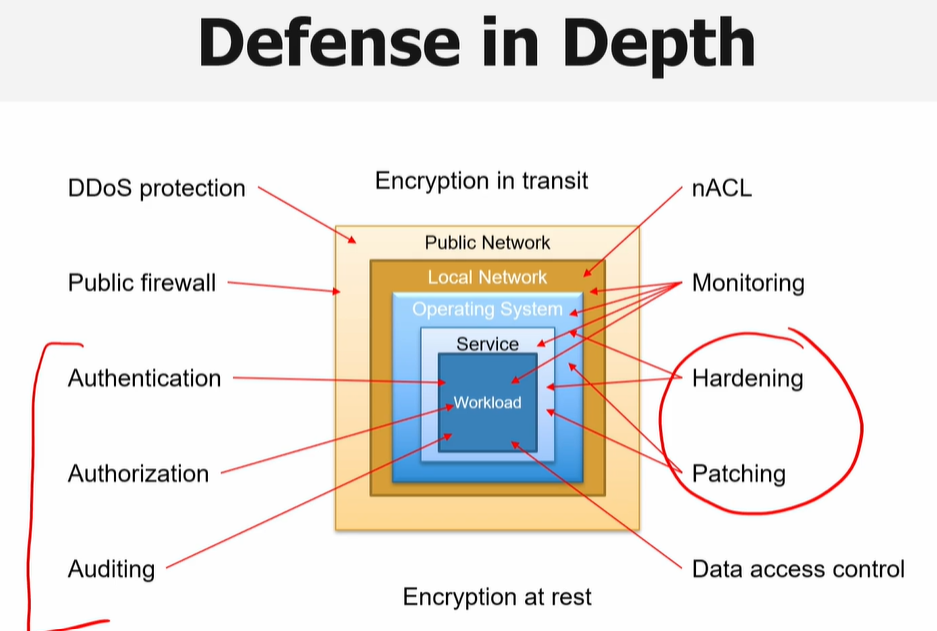 Defense in Depth
DDoS protection
Encryption in transit
nACL
Public Network
Public firewall
Local Network
Monitoring
Operating System
Service
Authentication
Hardening
Workload
Authorization
Patching
Auditing
Data access control
Encryption at rest